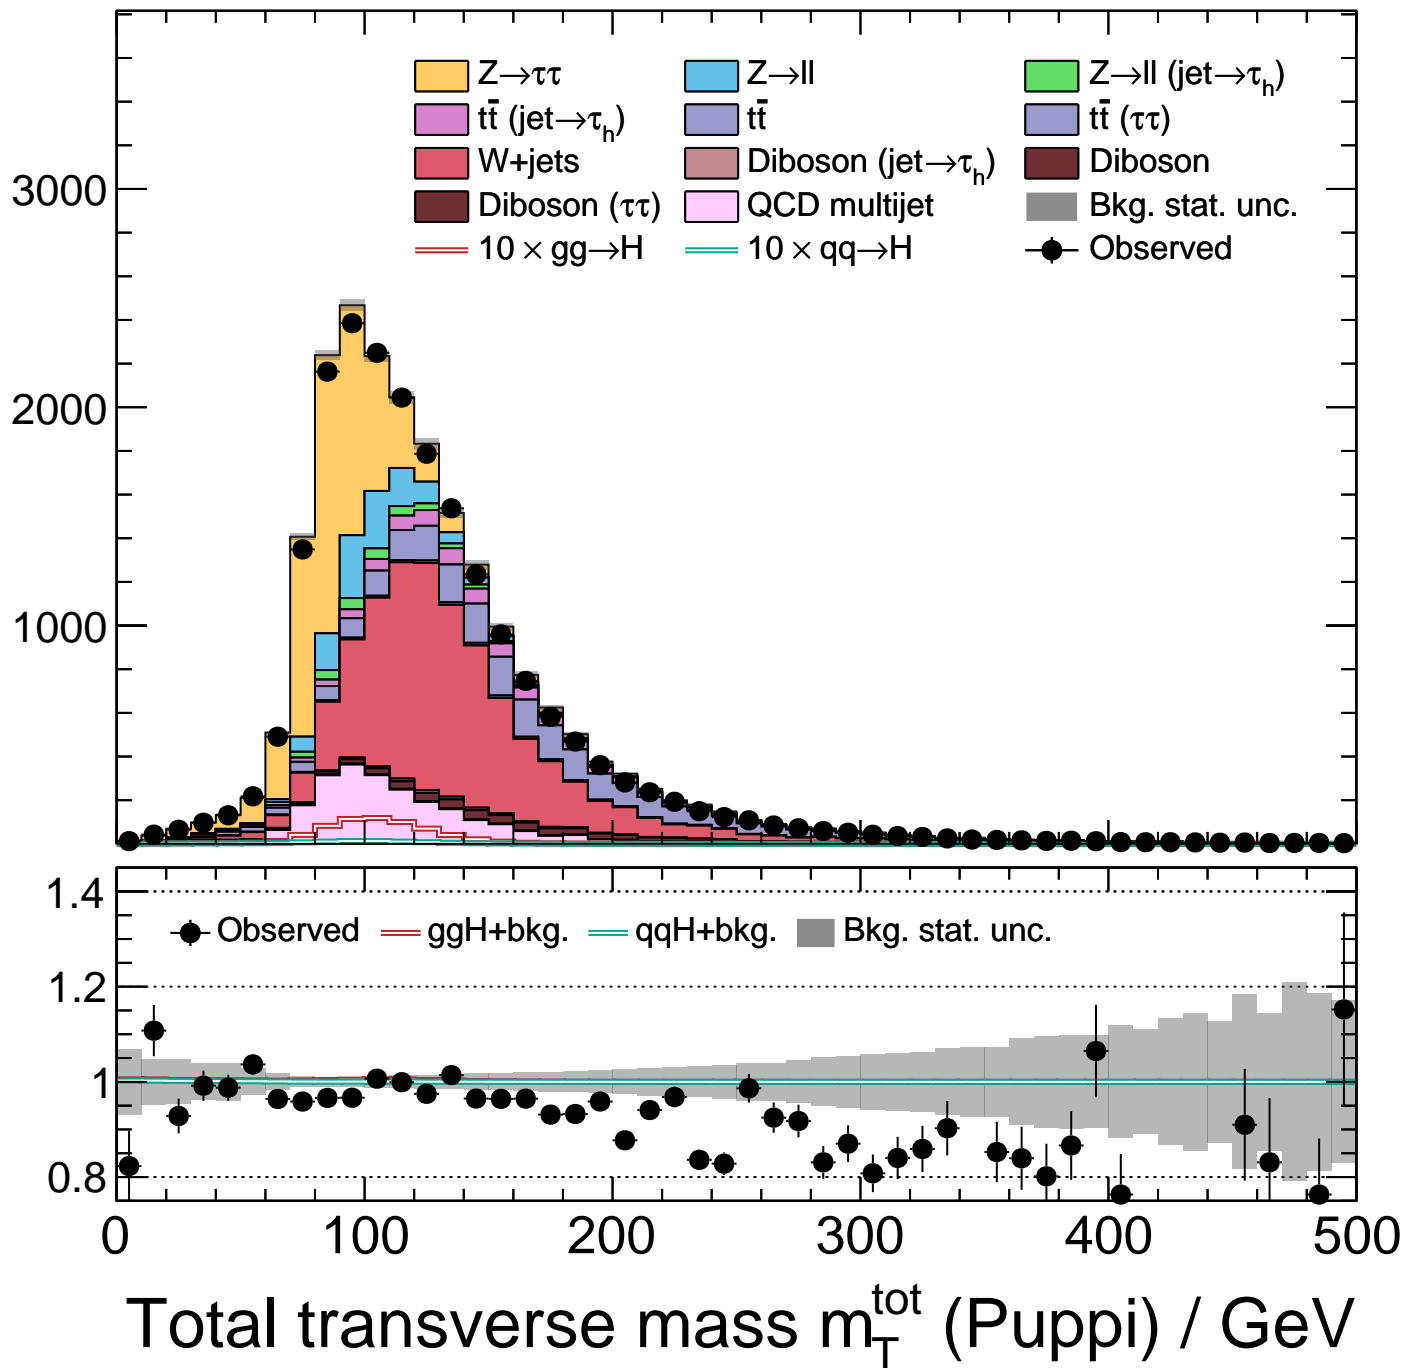 Z→ττ Z→ll Z→ll (jet→τh)
tt̄ (jet→τh) tt̄ tt̄ (ττ)
W+jets Diboson (jet→τh) Diboson
Diboson (ττ) QCD multijet Bkg. stat. unc.
10 × gg→H 10 × qq→H Observed
3000
2000
1000
1.4
Observed ggH+bkg. qqH+bkg. Bkg. stat. unc.
1.2
1
0.8
0 100 200 300 400 500
Total transverse mass m_T^tot (Puppi) / GeV